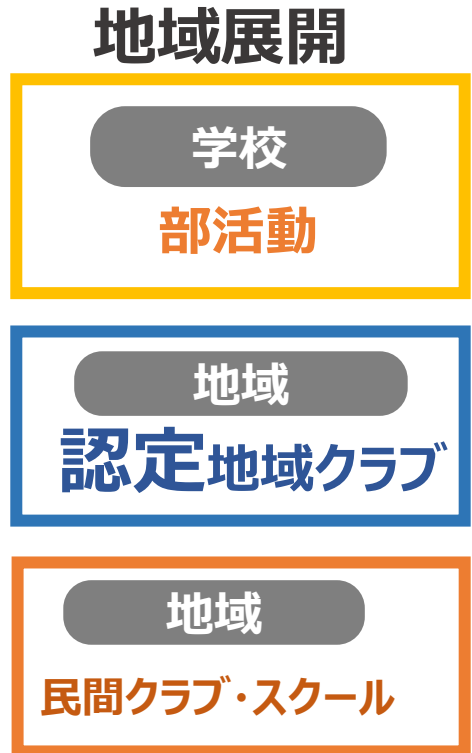 地域展開
学校
部活動
地域
認定地域クラブ
地域
民間クラブ・スクール